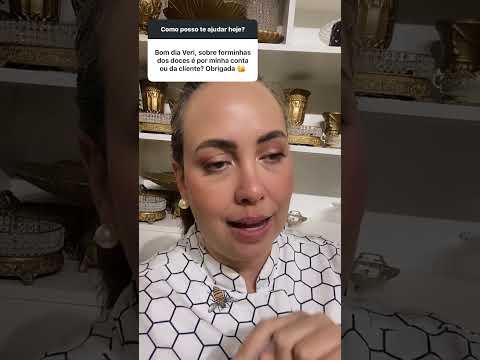 Como posso te ajudar hoje?
Bom dia Veri, sobre forminhas
dos doces é por minha conta
ou da cliente? Obrigada 😘